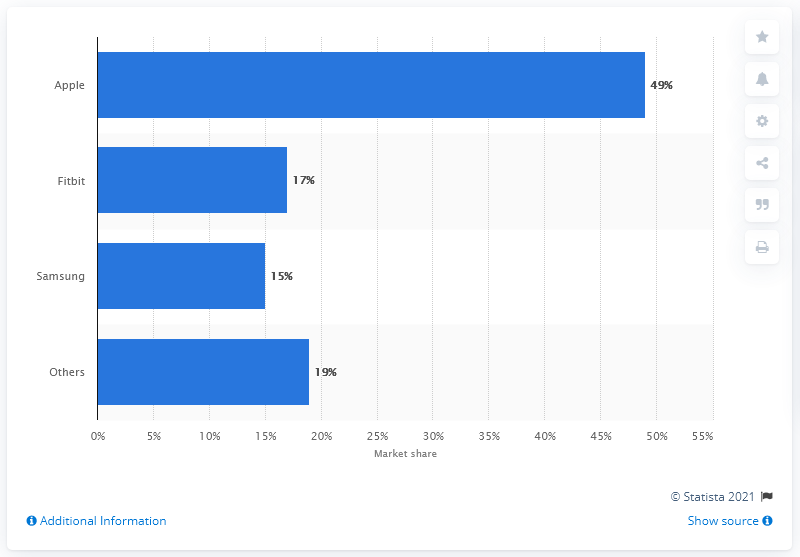 Apple 49%
Fitbit 17%
Samsung 15%
Others 19%
0% 5% 10% 15% 20% 25% 30% 35% 40% 45% 50% 55%
Market share
© Statista 2021
Additional Information Show source